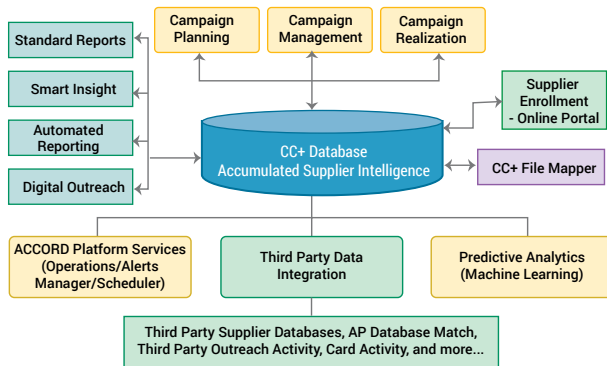 Campaign
Planning
Campaign
Management
Campaign
Realization
Standard Reports
Smart Insight
Automated
Reporting
Digital Outreach
CC+ Database
Accumulated Supplier Intelligence
Supplier
Enrollment
- Online Portal
CC+ File Mapper
ACCORD Platform Services
(Operations/Alerts
Manager/Scheduler)
Third Party Data
Integration
Predictive Analytics
(Machine Learning)
Third Party Supplier Databases, AP Database Match,
Third Party Outreach Activity, Card Activity, and more...